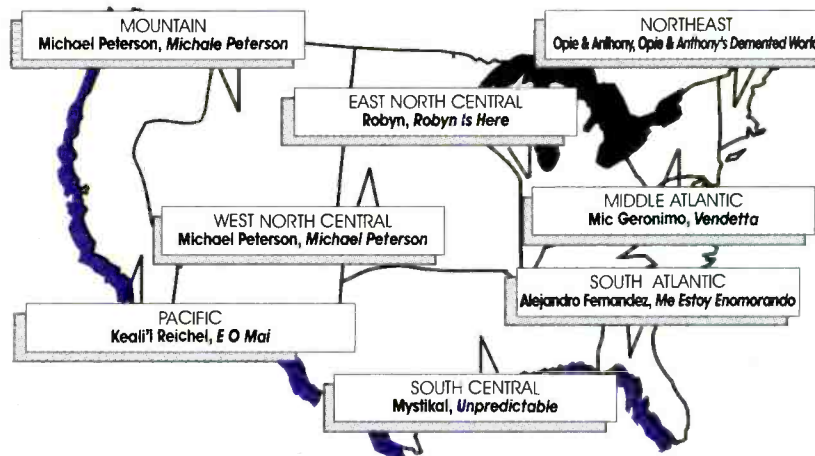 MOUNTAIN
Michael Peterson, Michale Peterson
NORTHEAST
Opie & Anthony, Opie & Anthony's Demented World
EAST NORTH CENTRAL
Robyn, Robyn Is Here
WEST NORTH CENTRAL
Michael Peterson, Michael Peterson
MIDDLE ATLANTIC
Mic Geronimo, Vendetta
SOUTH ATLANTIC
Alejandro Fernandez, Me Estoy Enomorando
PACIFIC
Keali'l Reichel, E O Mai
SOUTH CENTRAL
Mystikal, Unpredictable